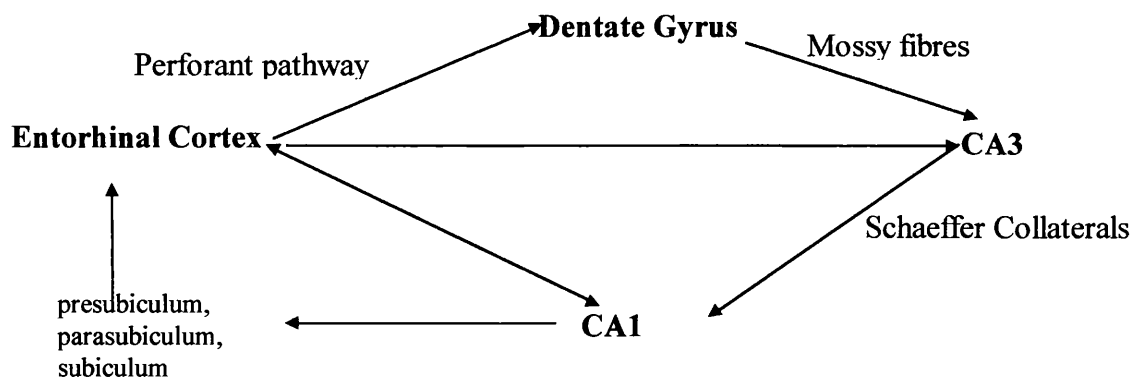 Dentate Gyrus
Mossy fibres
Perforant pathway
Entorhinal Cortex
CA3
Schaeffer Collaterals
presubiculum,
parasubiculum,
subiculum
CA1